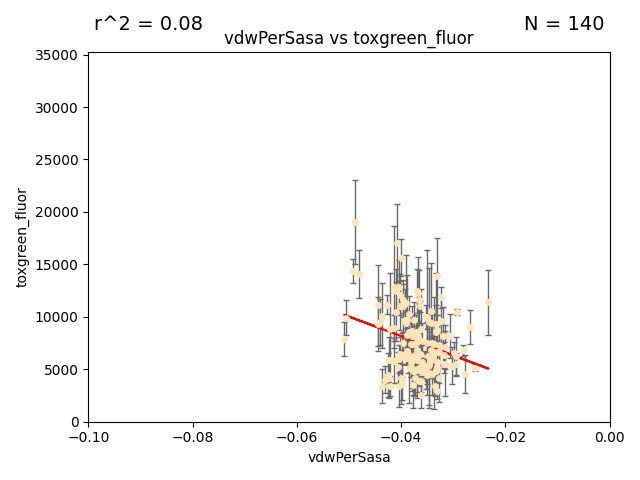 r^2 = 0.08
N = 140
vdwPerSasa vs toxgreen_fluor
toxgreen_fluor
35000
30000
25000
20000
15000
10000
5000
0
−0.10
−0.08
−0.06
−0.04
−0.02
0.00
vdwPerSasa